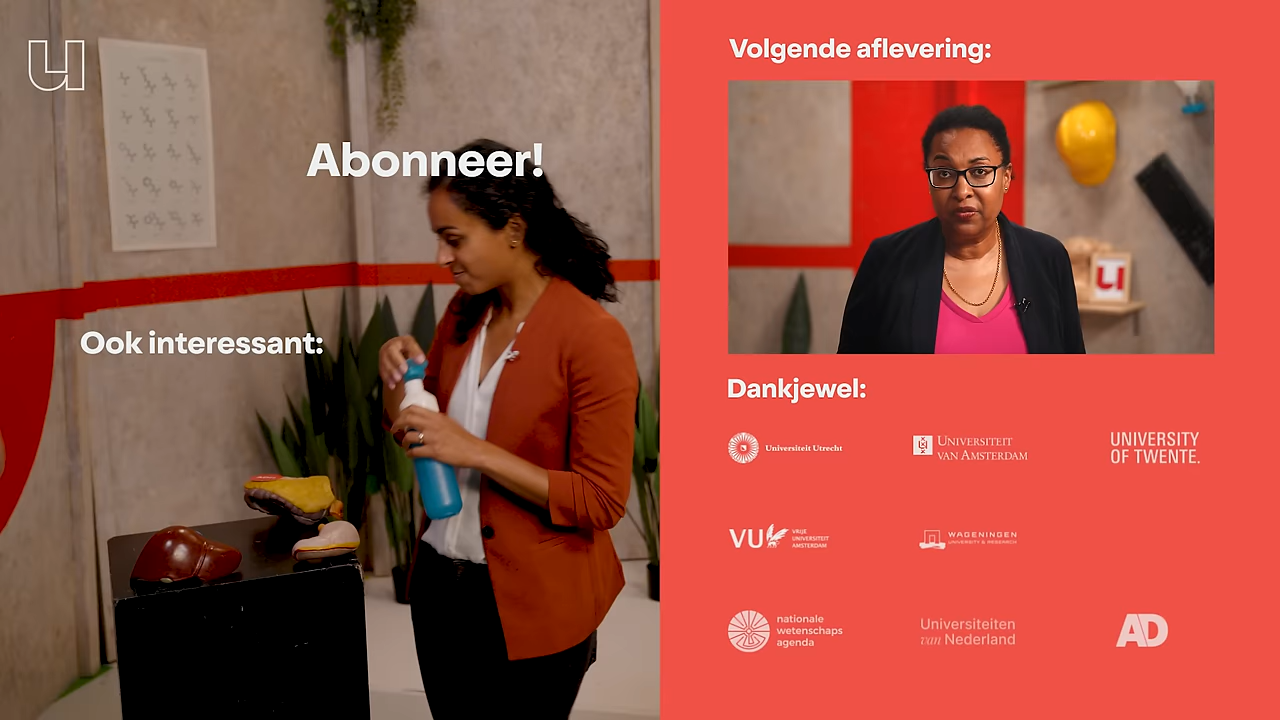 Abonneer!
Ook interessant:
Volgende aflevering:
Dankjewel:
Universiteit Utrecht
UNIVERSITEIT
VAN AMSTERDAM
UNIVERSITY
OF TWENTE.
VU
VRIJE
UNIVERSITEIT
AMSTERDAM
WAGENINGEN
UNIVERSITY & RESEARCH
nationale
wetenschaps
agenda
Universiteiten
van Nederland
AD